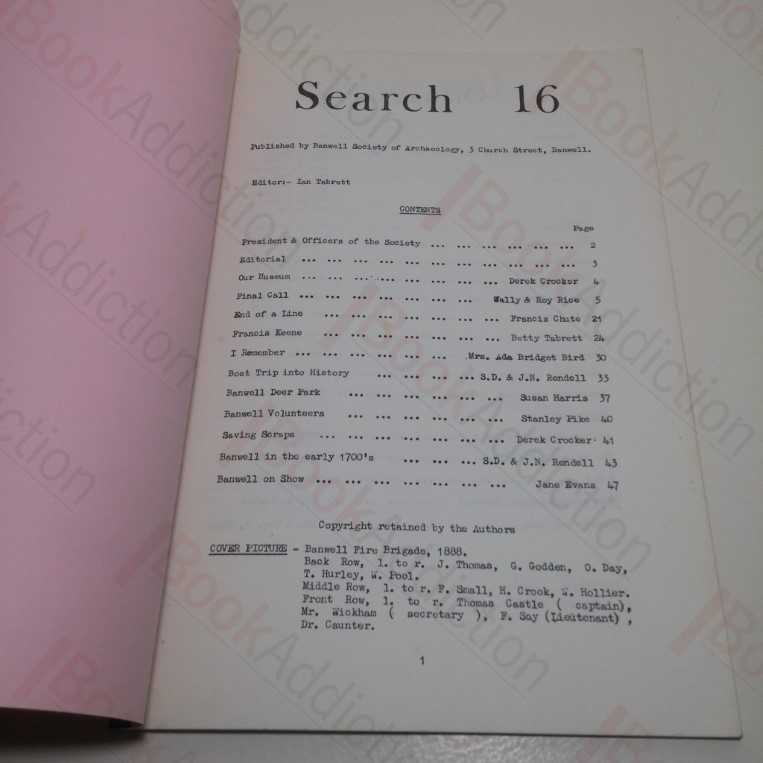 Search 16
Published by Banwell Society of Archaeology, 3 Church Street, Banwell.
Editor:- Ian Tabrett
CONTENTS
Page
President & Officers of the Society ... ... ... ... ... ... 2
Editorial ... ... ... ... ... ... ... ... ... ... ... 3
Our Museum ... ... ... ... ... ... ... ... Derek Crocker 4
Final Call ... ... ... ... ... ... ... Wally & Roy Rice 5
End of a Line ... ... ... ... ... ... ... Francis Chute 21
Francis Keene ... ... ... ... ... ... ... Betty Tabrett 24
I Remember ... ... ... ... ... ... Mrs. Ada Bridget Bird 30
Boat Trip into History ... ... ... ... S.D. & J.N. Rendell 33
Banwell Deer Park ... ... ... ... ... ... Susan Harris 37
Banwell Volunteers ... ... ... ... ... ... Stanley Pike 40
Saving Scraps ... ... ... ... ... ... ... Derek Crocker 41
Banwell in the early 1700's ... ... ... S.D. & J.N. Rendell 43
Banwell on Show ... ... ... ... ... ... ... Jane Evans 47
Copyright retained by the Authors
COVER PICTURE - Banwell Fire Brigade, 1888.
Back Row, l. to r. J. Thomas, G. Godden, O. Day,
T. Hurley, W. Pool.
Middle Row, l. to r. F. Small, H. Crook, W. Hollier.
Front Row, l. to r. Thomas Castle ( captain),
Mr. Wickham ( secretary ), F. Say (Lieutenant) ,
Dr. Caunter.
1
BookAddiction